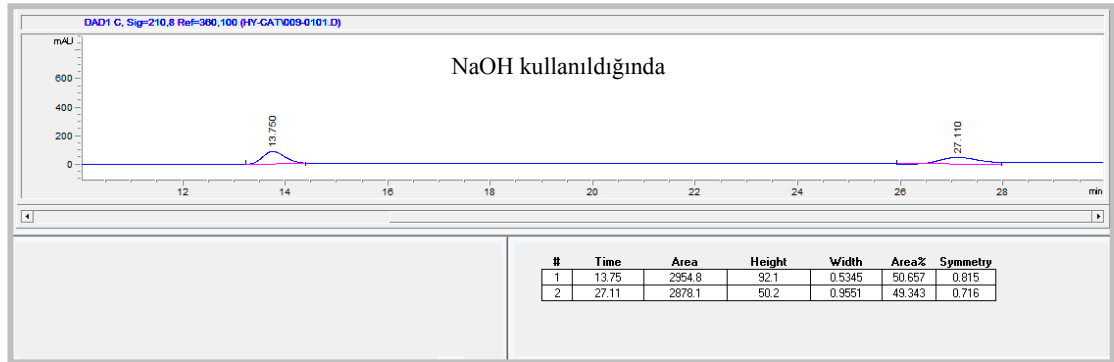 DAD1 C, Sig=210,8 Ref=360,100 (HY-CAT\009-0101.D)
mAU
NaOH kullanıldığında
600
400
200
0
13.750
27.110
12 14 16 18 20 22 24 26 28 min
# Time Area Height Width Area% Symmetry
1 13.75 2954.8 92.1 0.5345 50.657 0.815
2 27.11 2878.1 50.2 0.9551 49.343 0.716